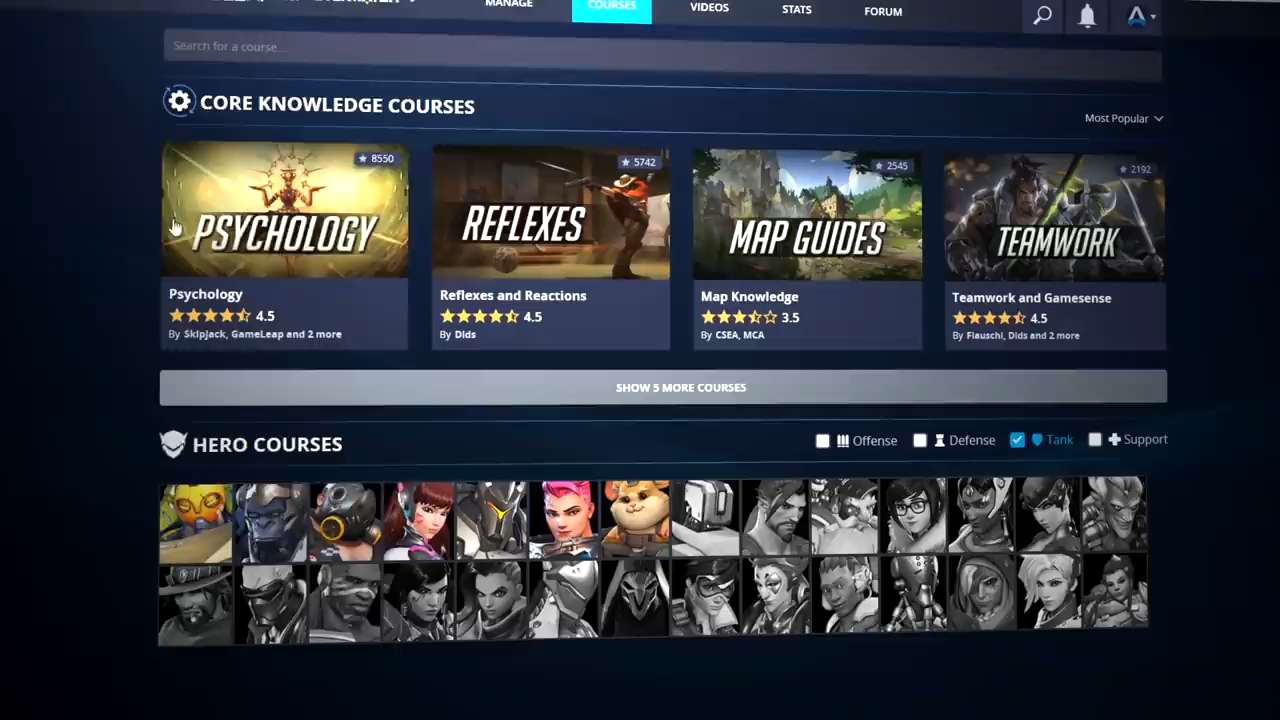 MANAGE
COURSES
VIDEOS
STATS
FORUM
Search for a course...
CORE KNOWLEDGE COURSES
Most Popular
8550
5742
2545
2192
PSYCHOLOGY
REFLEXES
MAP GUIDES
TEAMWORK
Psychology
Reflexes and Reactions
Map Knowledge
Teamwork and Gamesense
4.5
4.5
3.5
4.5
By Skipjack, GameLeap and 2 more
By Dids
By CSEA, MCA
By Flauschi, Dids and 2 more
SHOW 5 MORE COURSES
HERO COURSES
Offense
Defense
Tank
Support